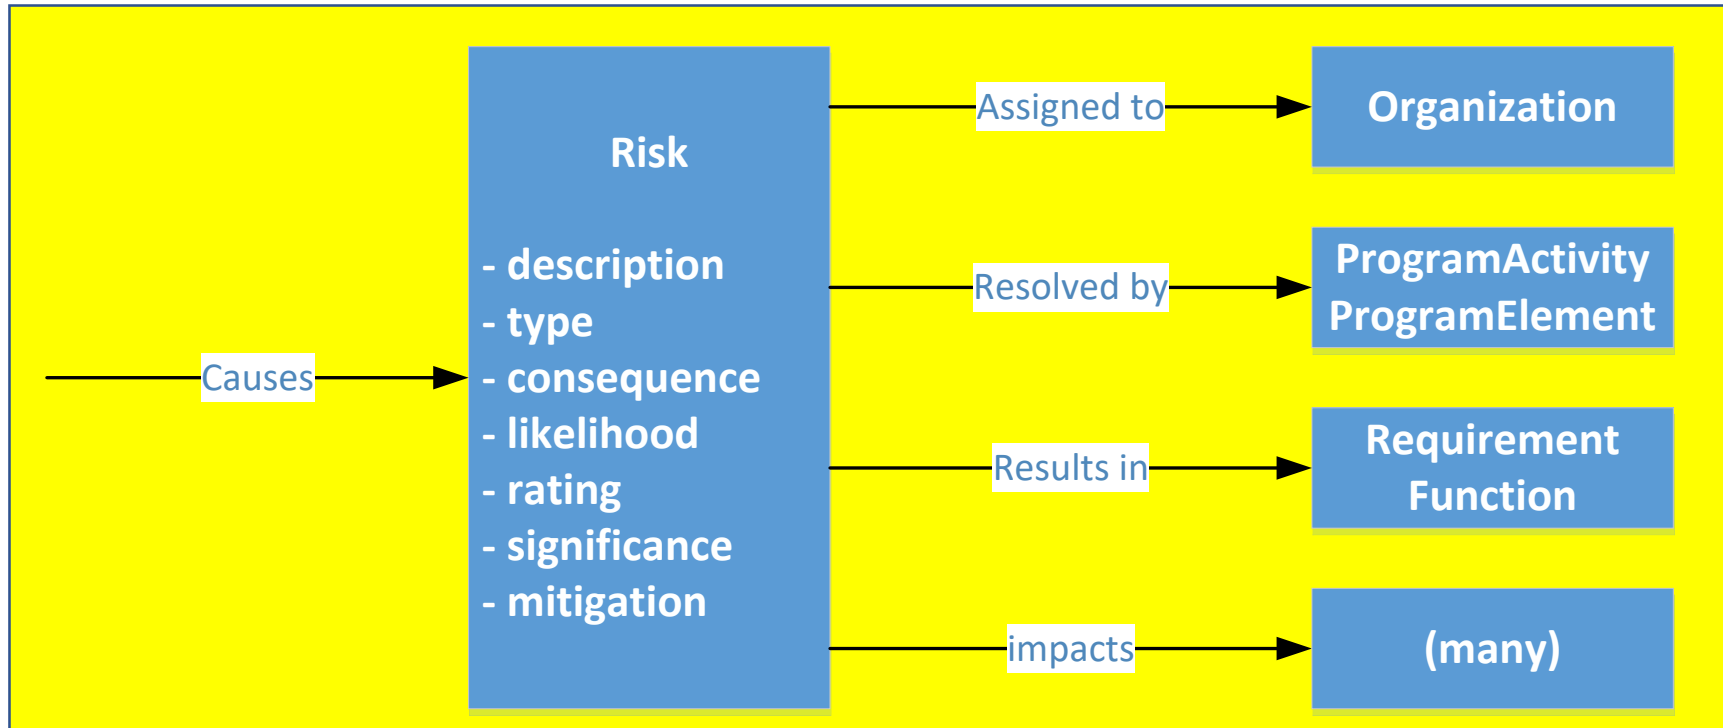 Causes
Risk
- description
- type
- consequence
- likelihood
- rating
- significance
- mitigation
Assigned to
Organization
Resolved by
ProgramActivity
ProgramElement
Results in
Requirement
Function
impacts
(many)